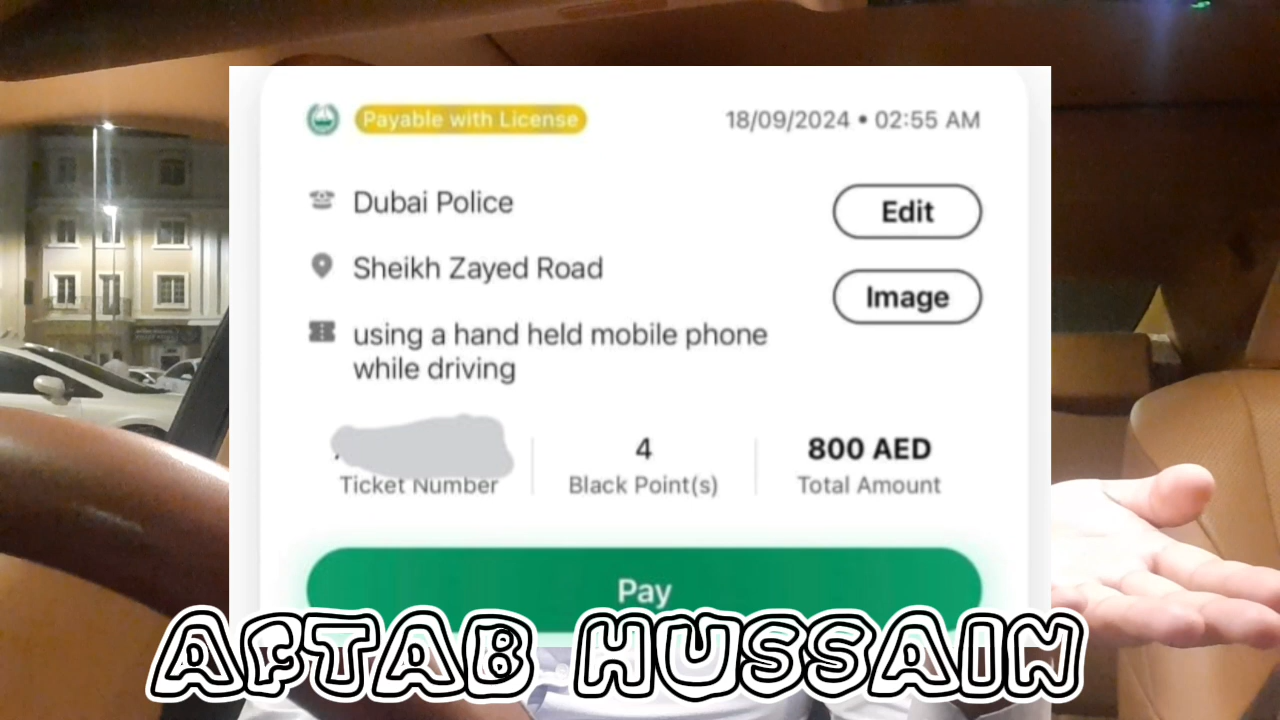 Payable with License
18/09/2024 • 02:55 AM
Dubai Police
Edit
Sheikh Zayed Road
Image
using a hand held mobile phone
while driving
4
800 AED
Ticket Number
Black Point(s)
Total Amount
Pay
AFTAB HUSSAIN